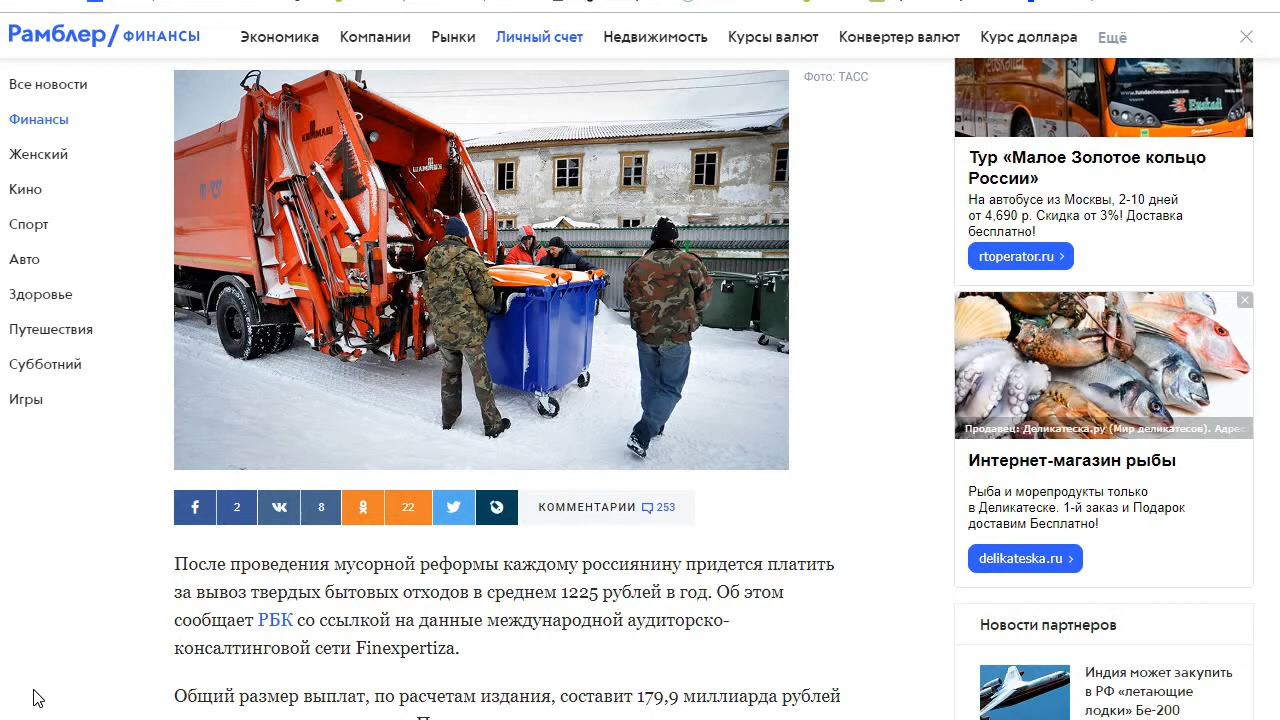 Рамблер/ ФИНАНСЫ
Экономика Компании Рынки Личный счет Недвижимость Курсы валют Конвертер валют Курс доллара Ещё
Все новости
Финансы
Женский
Кино
Спорт
Авто
Здоровье
Путешествия
Субботний
Игры
Фото: ТАСС
2
8
22
КОММЕНТАРИИ 253
После проведения мусорной реформы каждому россиянину придется платить
за вывоз твердых бытовых отходов в среднем 1225 рублей в год. Об этом
сообщает РБК со ссылкой на данные международной аудиторско-
консалтинговой сети Finexpertiza.
Общий размер выплат, по расчетам издания, составит 179,9 миллиарда рублей
www.fundacioneuskadi.com
Euskadi
Тур «Малое Золотое кольцо
России»
На автобусе из Москвы, 2-10 дней
от 4,690 р. Скидка от 3%! Доставка
бесплатно!
rtoperator.ru
Продавец: Деликатеска.ру (Мир деликатесов). Адрес
Интернет-магазин рыбы
Рыба и морепродукты только
в Деликатеске. 1-й заказ и Подарок
доставим Бесплатно!
delikateska.ru
Новости партнеров
Индия может закупить
в РФ «летающие
лодки» Бе-200